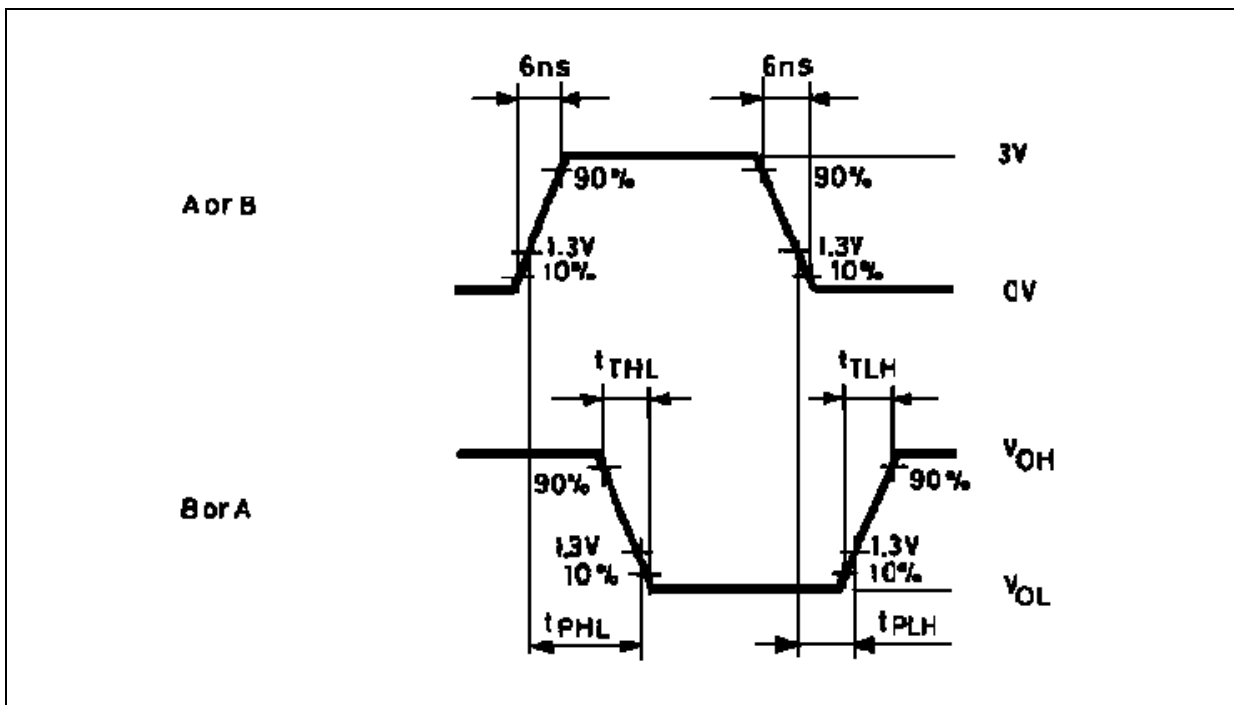 6ns 6ns
3V
90% 90%
A or B
1.3V 1.3V
10% 10%
0V
tTHL tTLH
VOH
90% 90%
B or A
1.3V 1.3V
10% 10%
VOL
tPHL tPLH